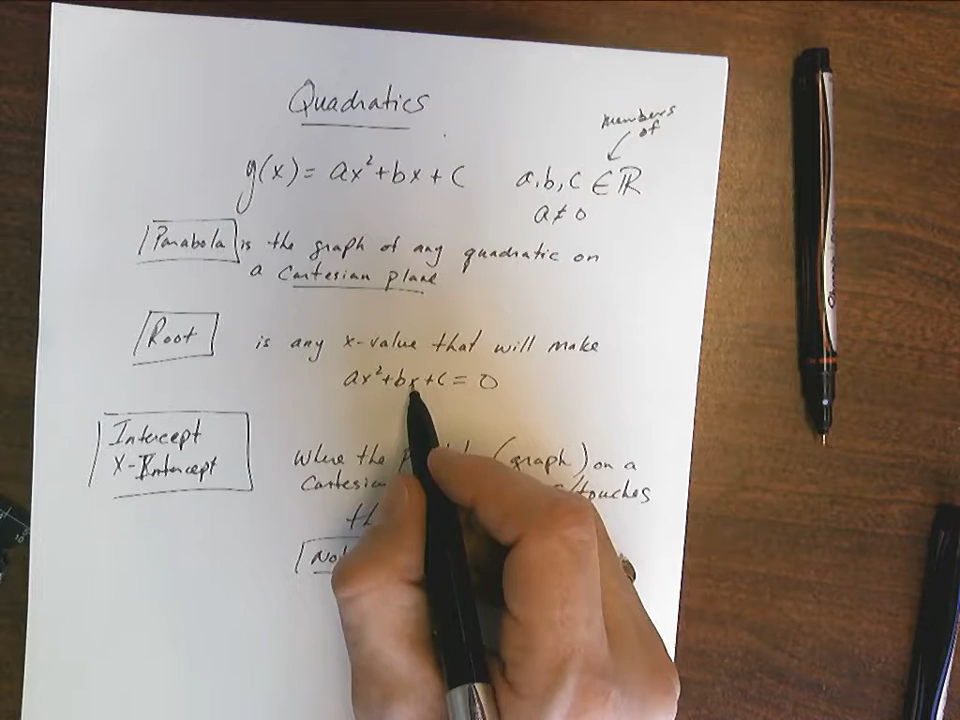 Quadratics
members
of
y(x) = ax²+bx+c a,b,c ∈ ℝ
a ≠ 0
Parabola is the graph of any quadratic on
a Cartesian plane
Root is any x-value that will make
ax²+bx+c = 0
Intercept
X-Intercept
Where the (graph) on a
Cartesian /touches